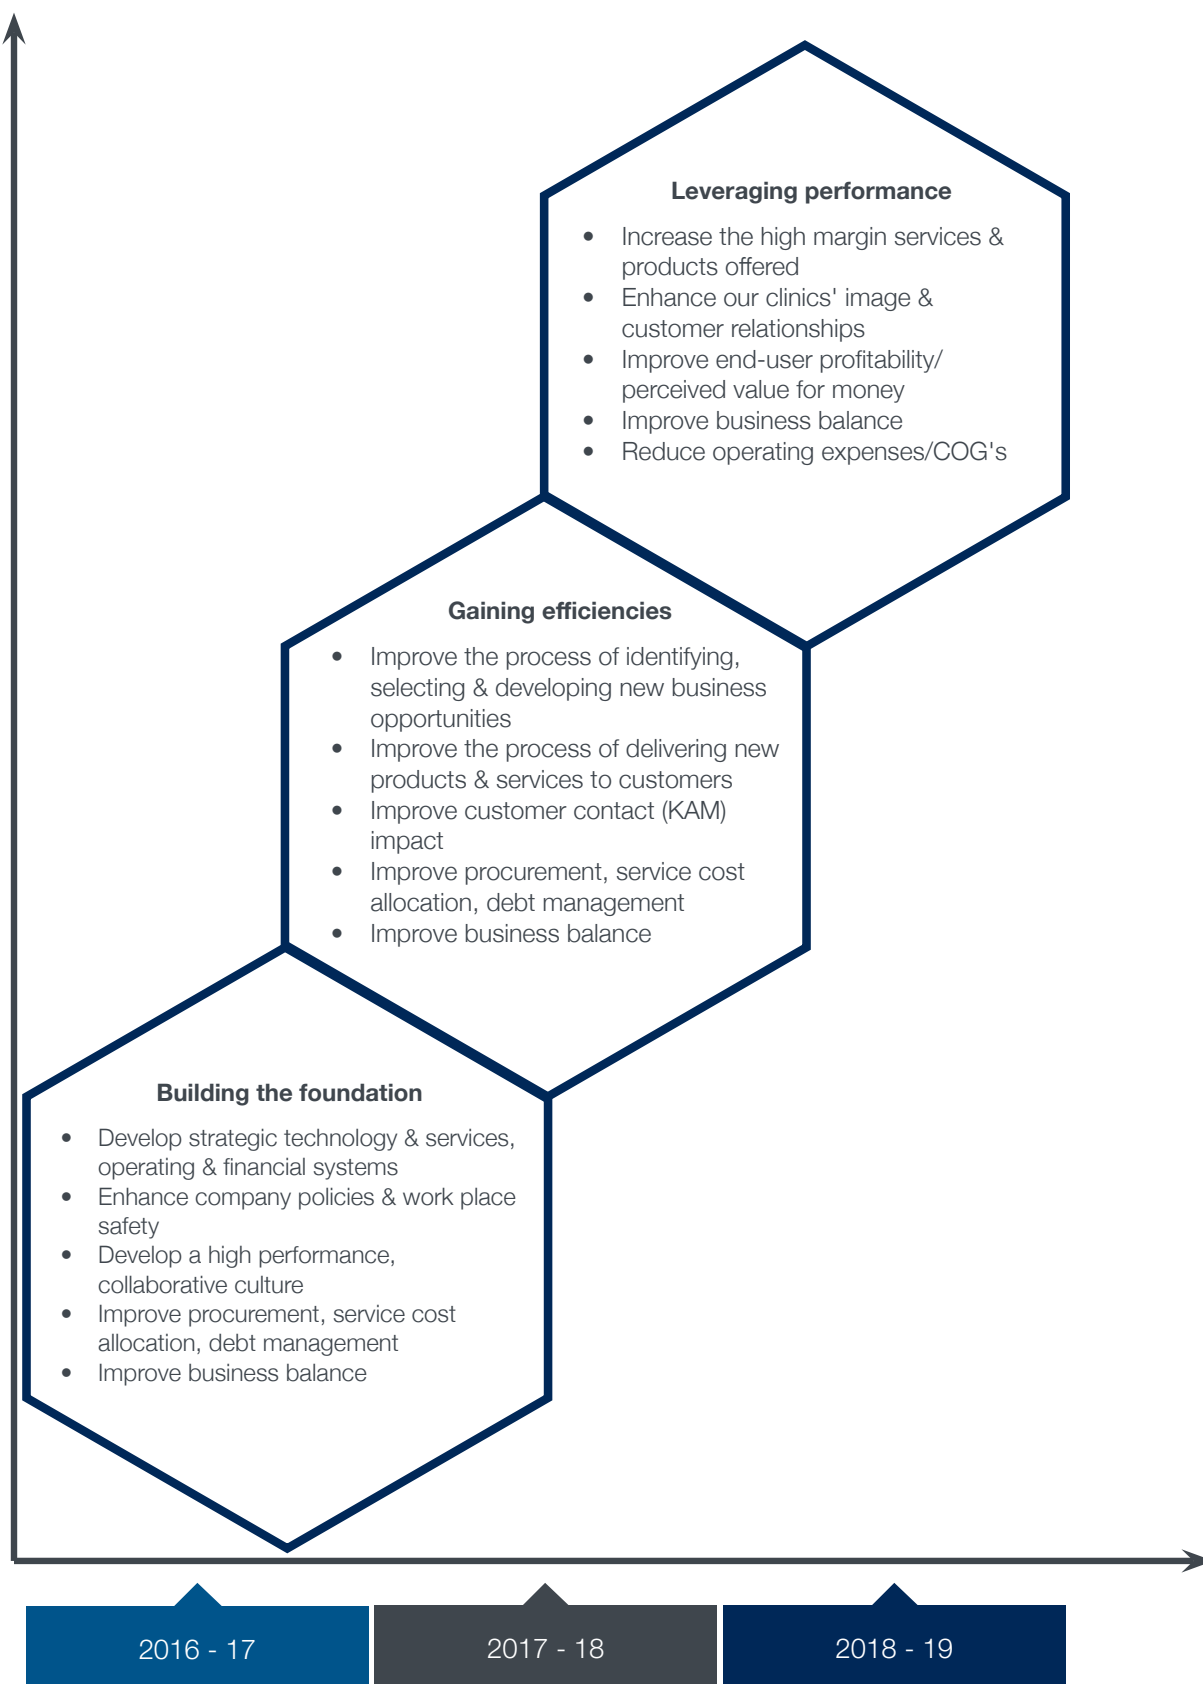 Leveraging performance
• Increase the high margin services &
products offered
• Enhance our clinics' image &
customer relationships
• Improve end-user profitability/
perceived value for money
• Improve business balance
• Reduce operating expenses/COG's
Gaining efficiencies
• Improve the process of identifying,
selecting & developing new business
opportunities
• Improve the process of delivering new
products & services to customers
• Improve customer contact (KAM)
impact
• Improve procurement, service cost
allocation, debt management
• Improve business balance
Building the foundation
• Develop strategic technology & services,
operating & financial systems
• Enhance company policies & work place
safety
• Develop a high performance,
collaborative culture
• Improve procurement, service cost
allocation, debt management
• Improve business balance
2016 - 17
2017 - 18
2018 - 19